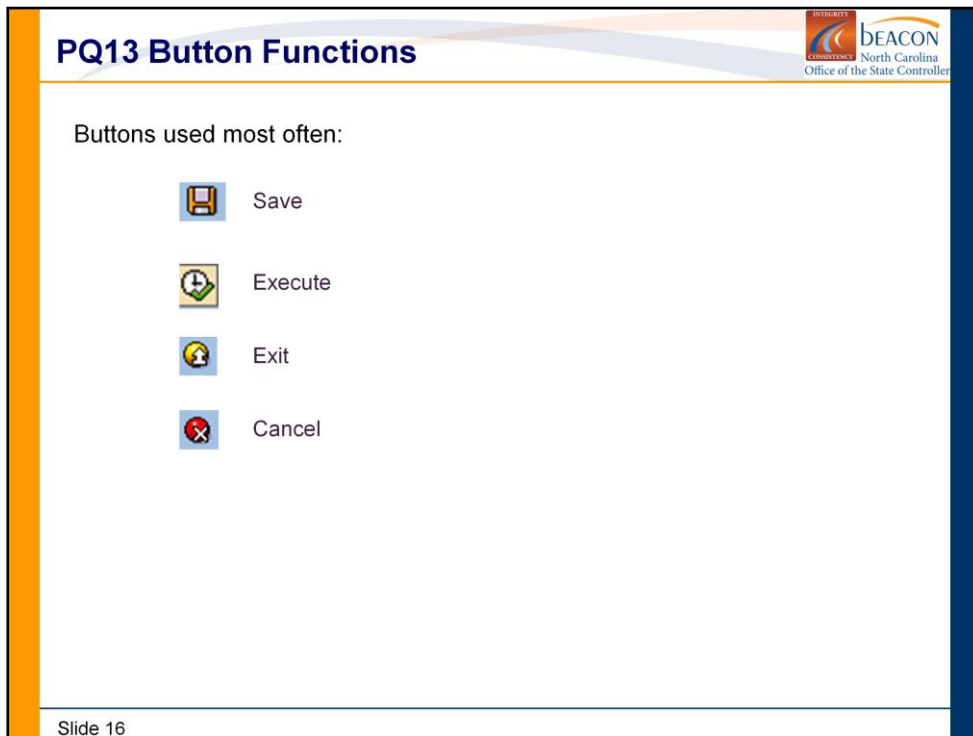 PQ13 Button Functions
INTEGRITY
CONSISTENCY
bEACON
North Carolina
Office of the State Controller
Buttons used most often:
Save
Execute
Exit
Cancel
Slide 16